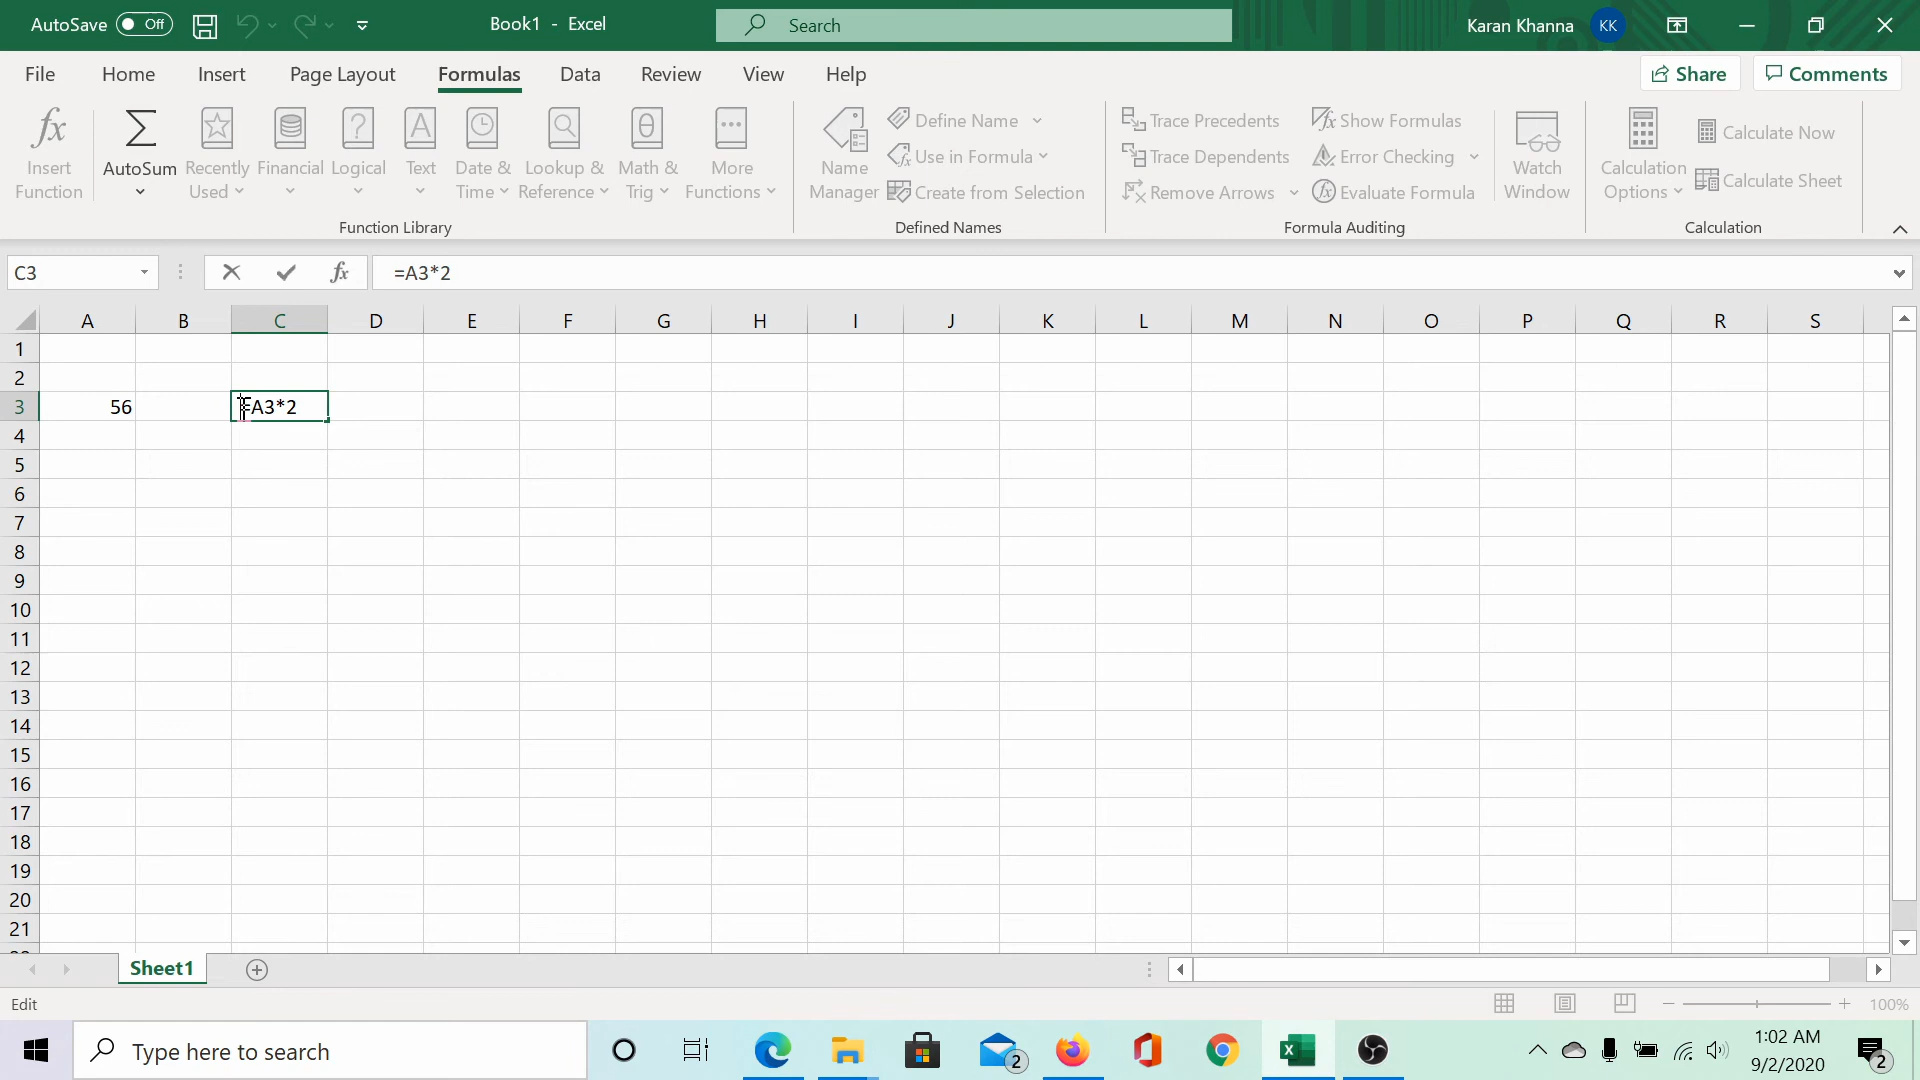 AutoSave Off Book1 - Excel Search Karan Khanna KK
File Home Insert Page Layout Formulas Data Review View Help Share Comments
Insert Function
AutoSum
Recently Used
Financial
Logical
Text
Date & Time
Lookup & Reference
Math & Trig
More Functions
Function Library
Name Manager
Define Name
Use in Formula
Create from Selection
Defined Names
Trace Precedents
Trace Dependents
Remove Arrows
Show Formulas
Error Checking
Evaluate Formula
Watch Window
Formula Auditing
Calculation Options
Calculate Now
Calculate Sheet
Calculation
C3 fx =A3*2
A B C D E F G H I J K L M N O P Q R S
1
2
3 56 =A3*2
4
5
6
7
8
9
10
11
12
13
14
15
16
17
18
19
20
21
Sheet1
Edit 100%
Type here to search 2 1:02 AM
9/2/2020 2